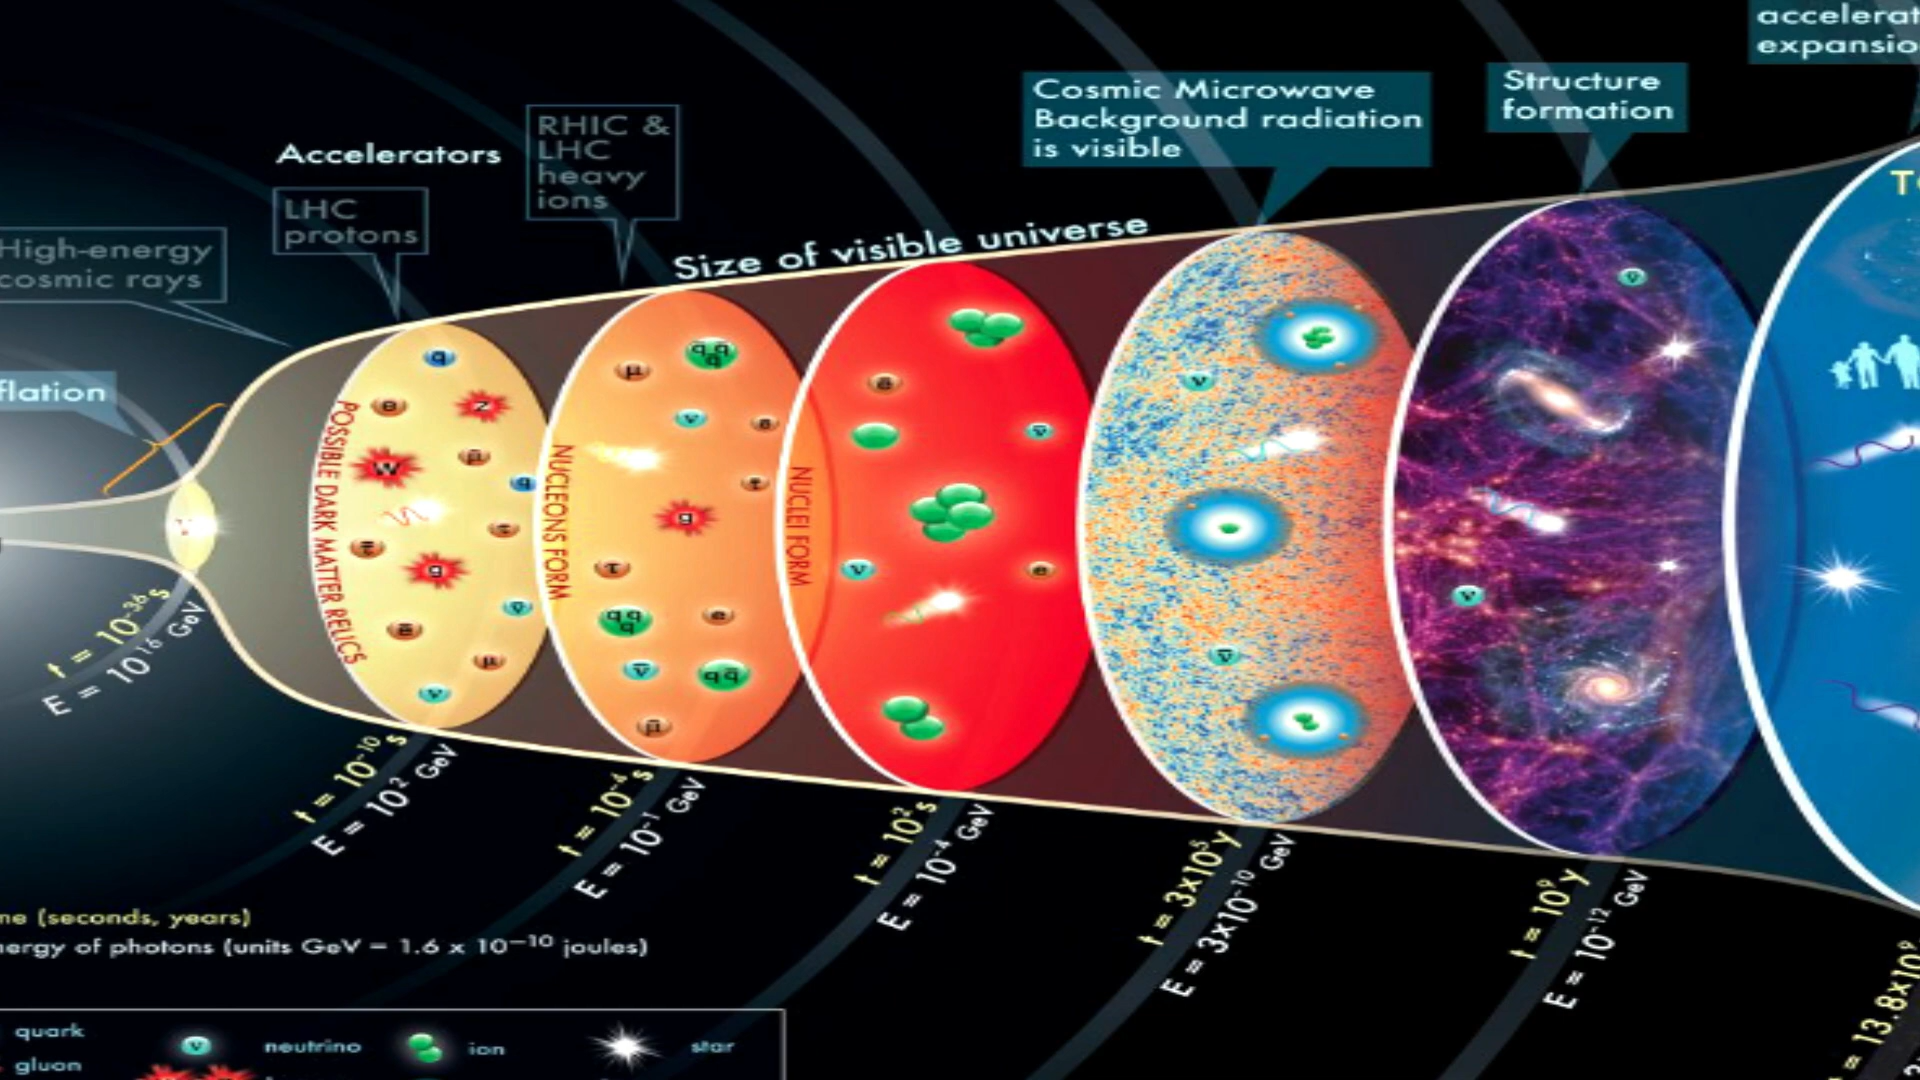 accelerat
expansio
Structure
formation
Cosmic Microwave
Background radiation
is visible
RHIC &
LHC
heavy
ions
Accelerators
LHC
protons
High-energy
cosmic rays
Size of visible universe
flation
POSSIBLE DARK MATTER RELICS
NUCLEONS FORM
NUCLEI FORM
t = 10⁻³⁶ s
E = 10¹⁶ GeV
t = 10⁻¹⁰ s
E = 10² GeV
t = 10⁻⁴ s
E = 10⁻¹ GeV
t = 10² s
E = 10⁻⁴ GeV
t = 3x10⁵ y
E = 3x10⁻¹⁰ GeV
t = 10⁹ y
E = 10⁻¹² GeV
= 13.8x10⁹
me (seconds, years)
nergy of photons (units GeV = 1.6 x 10⁻¹⁰ joules)
quark
neutrino
ion
star
gluon